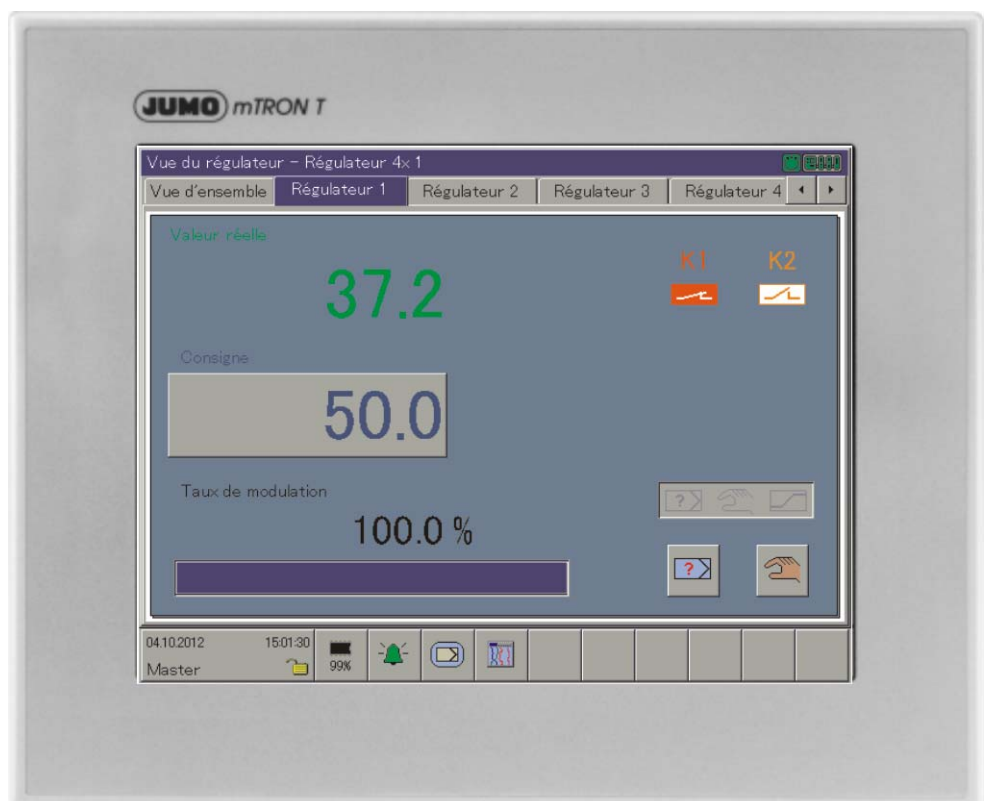 JUMO mTRON T
Vue du régulateur - Régulateur 4x 1
Vue d'ensemble Régulateur 1 Régulateur 2 Régulateur 3 Régulateur 4
Valeur réelle
K1 K2
37.2
Consigne
50.0
Taux de modulation
100.0 %
?
?
04.10.2012 15:01:30
Master 99%